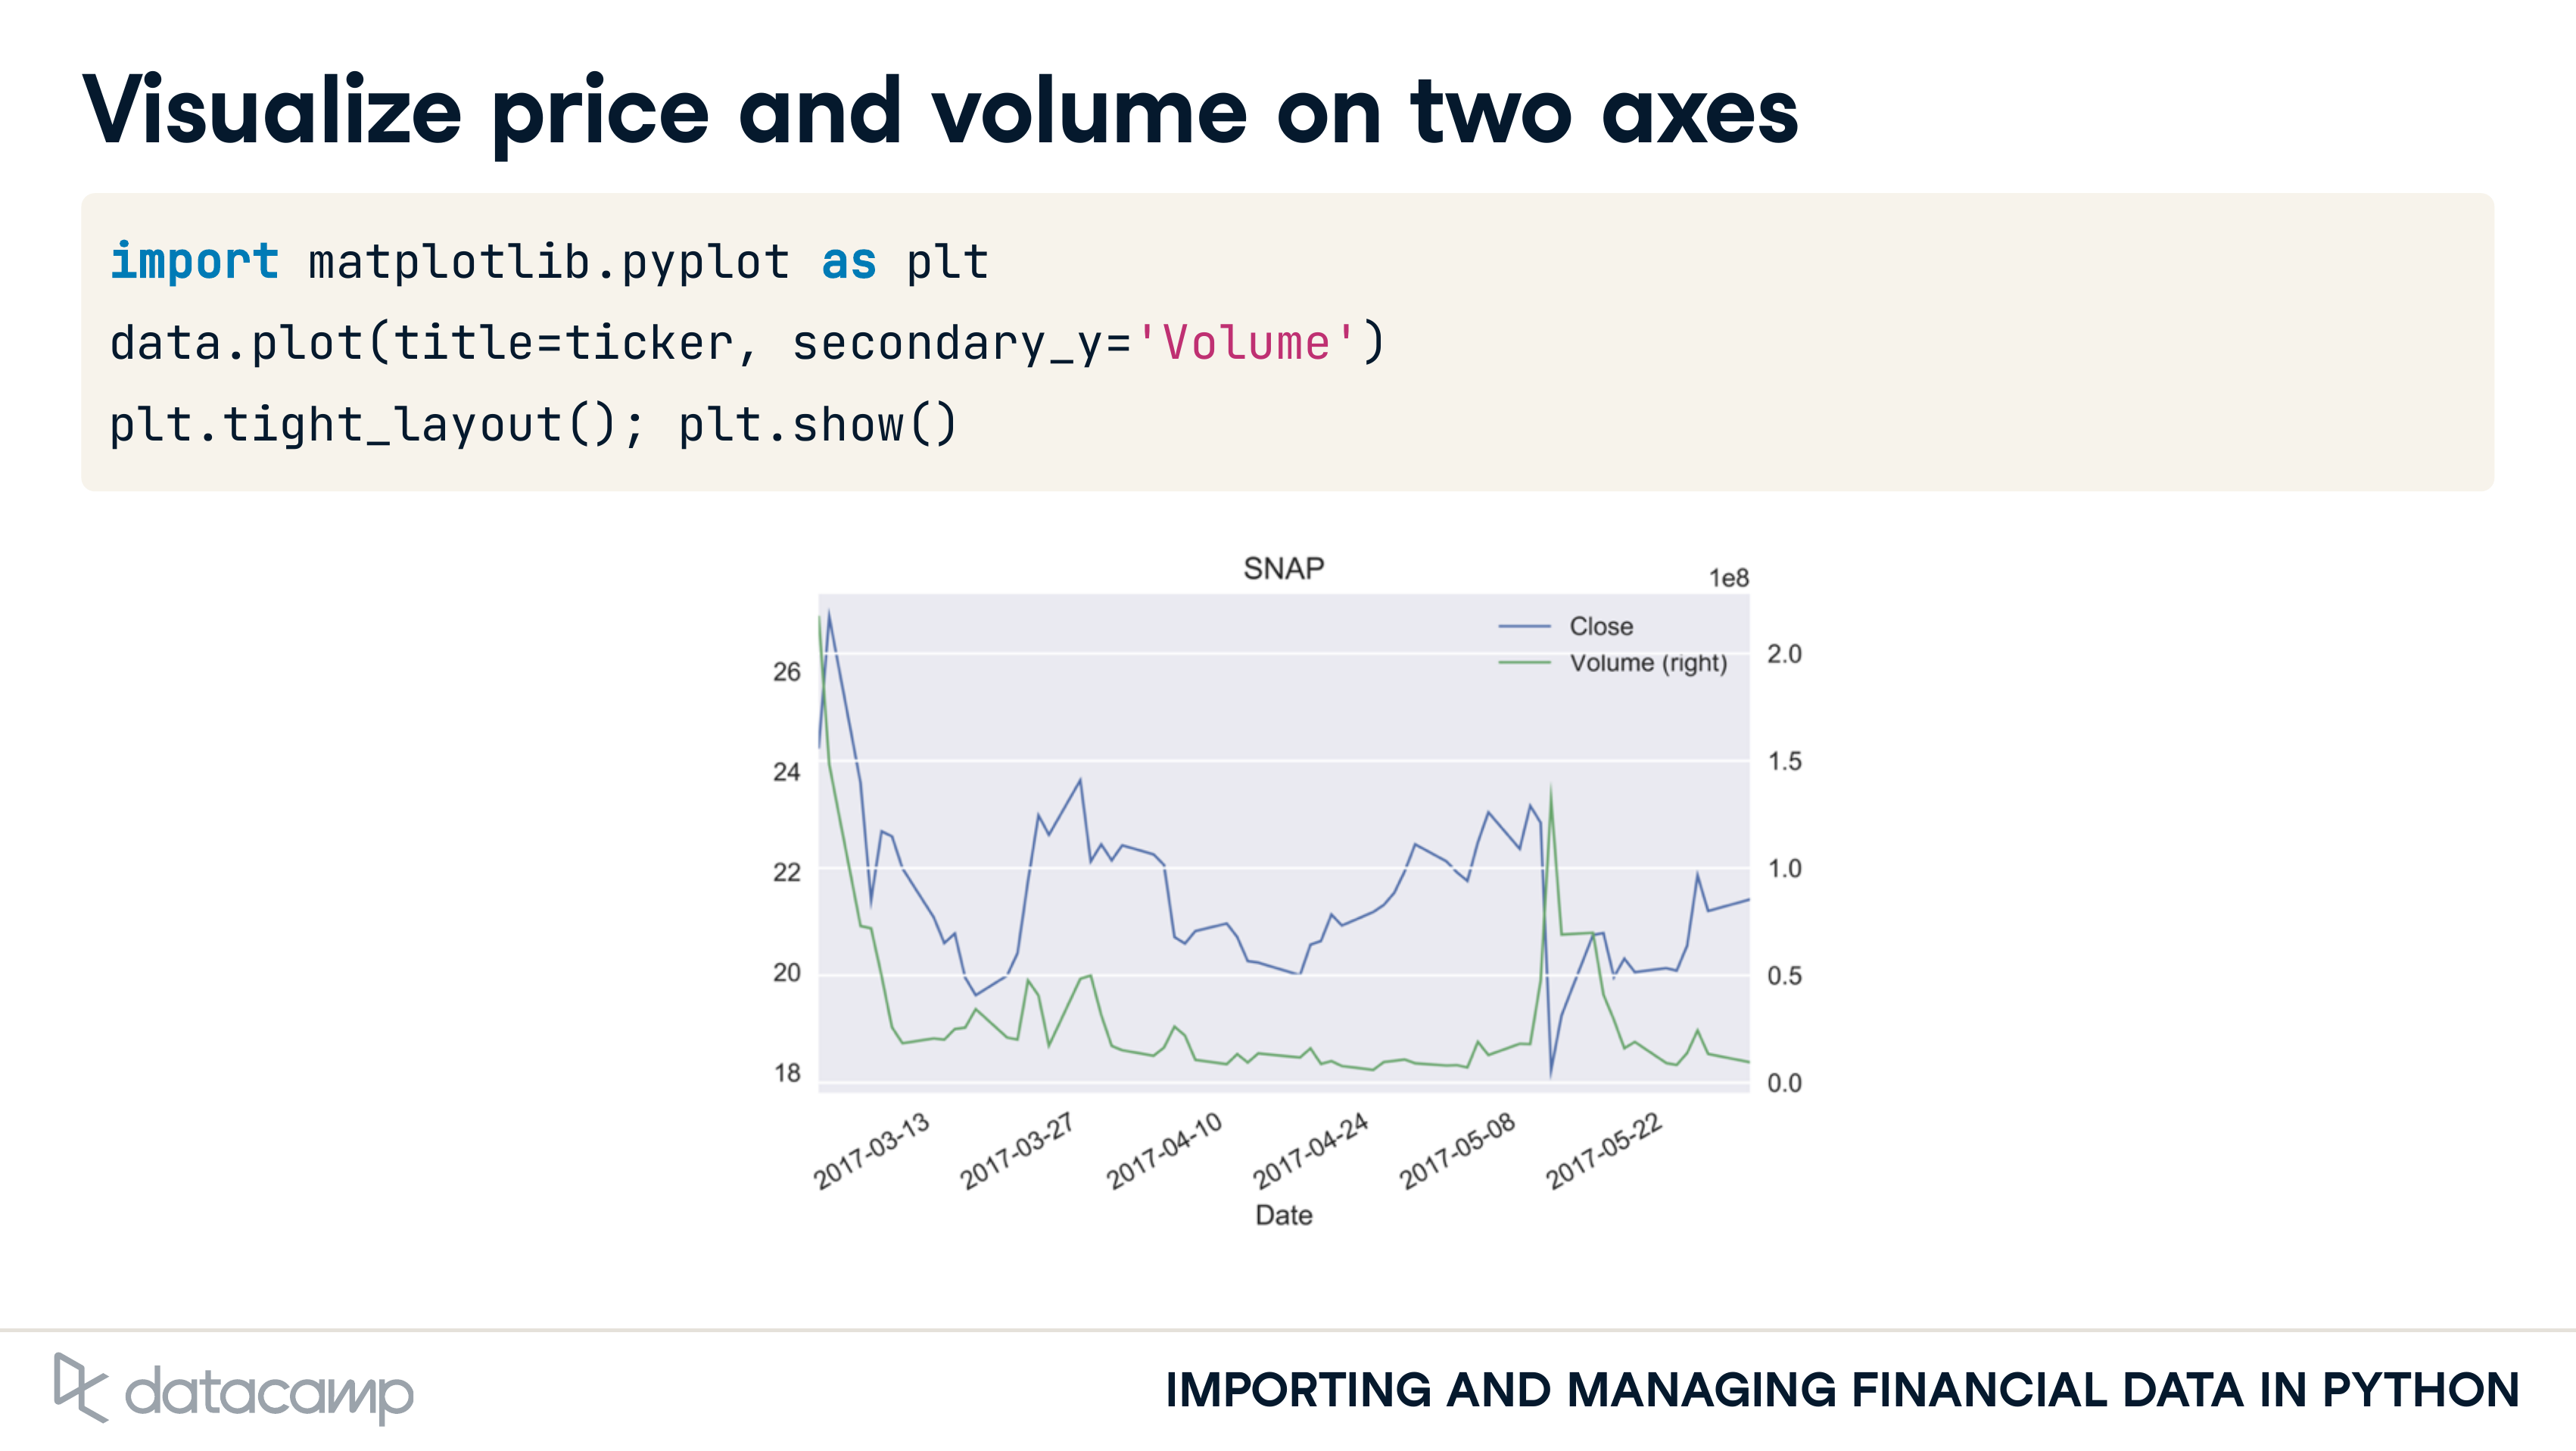 Visualize price and volume on two axes
import matplotlib.pyplot as plt
data.plot(title=ticker, secondary_y='Volume')
plt.tight_layout(); plt.show()
SNAP
1e8
Close
Volume (right)
26
24
22
20
18
2.0
1.5
1.0
0.5
0.0
2017-03-13
2017-03-27
2017-04-10
2017-04-24
2017-05-08
2017-05-22
Date
datacamp
IMPORTING AND MANAGING FINANCIAL DATA IN PYTHON